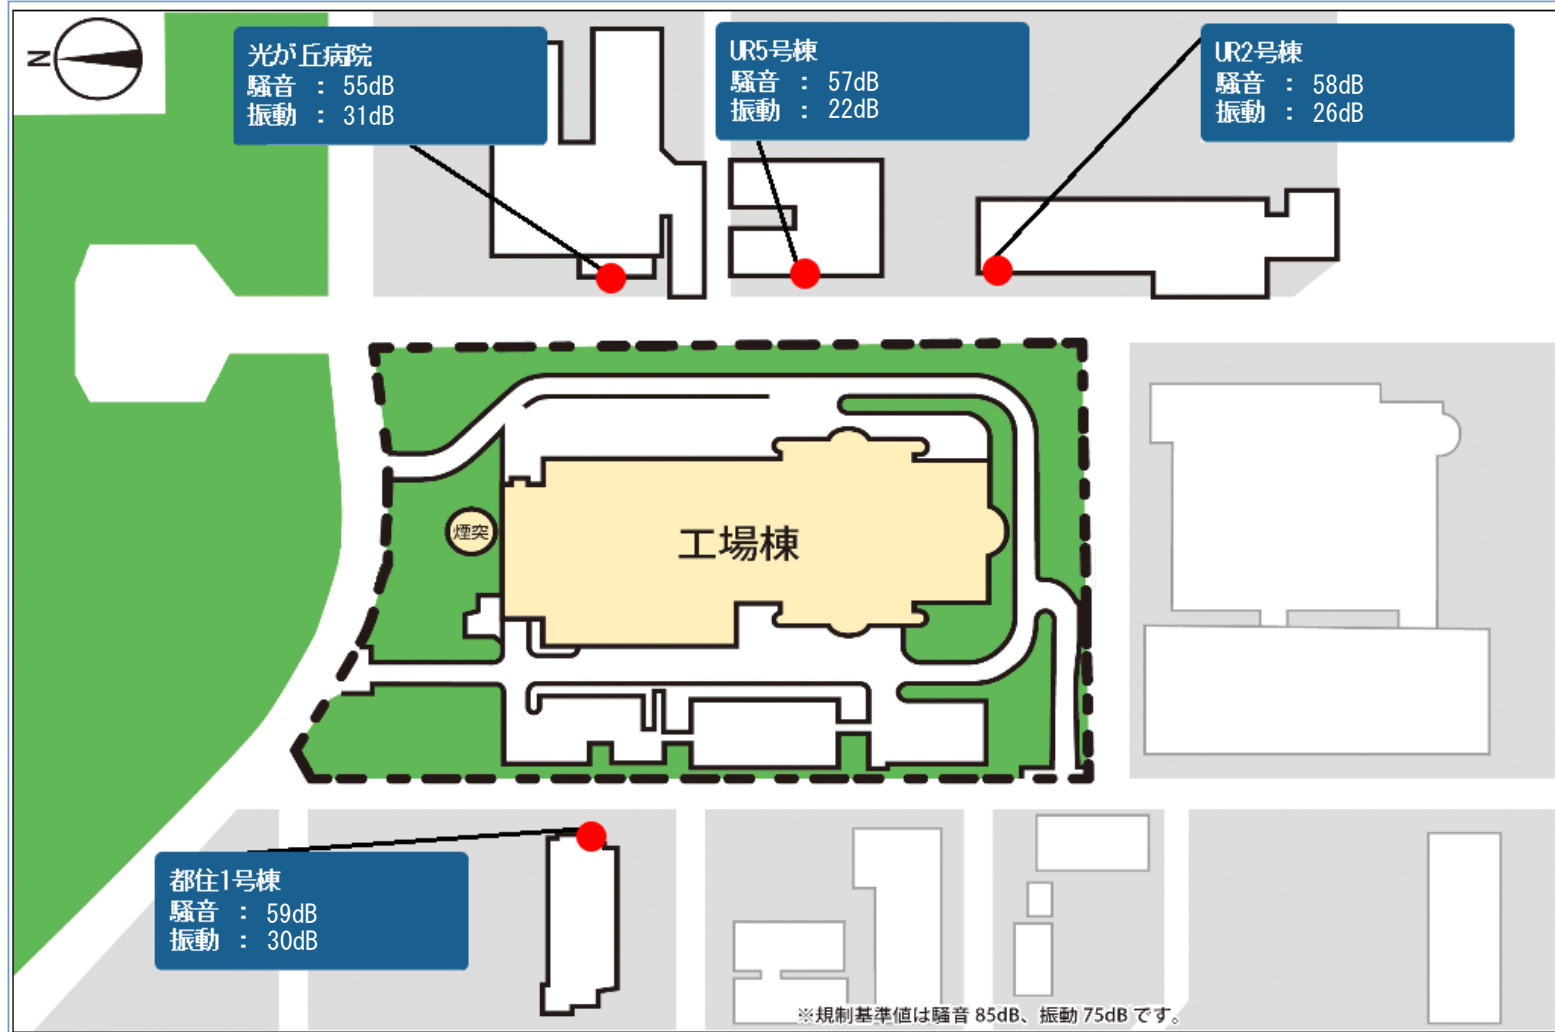 N
光が丘病院
騒音 : 55dB
振動 : 31dB
UR5号棟
騒音 : 57dB
振動 : 22dB
UR2号棟
騒音 : 58dB
振動 : 26dB
煙突
工場棟
都住1号棟
騒音 : 59dB
振動 : 30dB
※規制基準値は騒音 85dB、振動 75dB です。